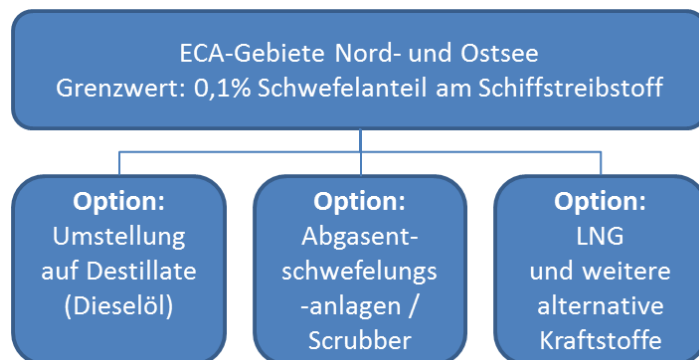 ECA-Gebiete Nord- und Ostsee
Grenzwert: 0,1% Schwefelanteil am Schiffstreibstoff
Option:
Umstellung
auf Destillate
(Dieselöl)
Option:
Abgasent-
schwefelungs
-anlagen /
Scrubber
Option:
LNG
und weitere
alternative
Kraftstoffe